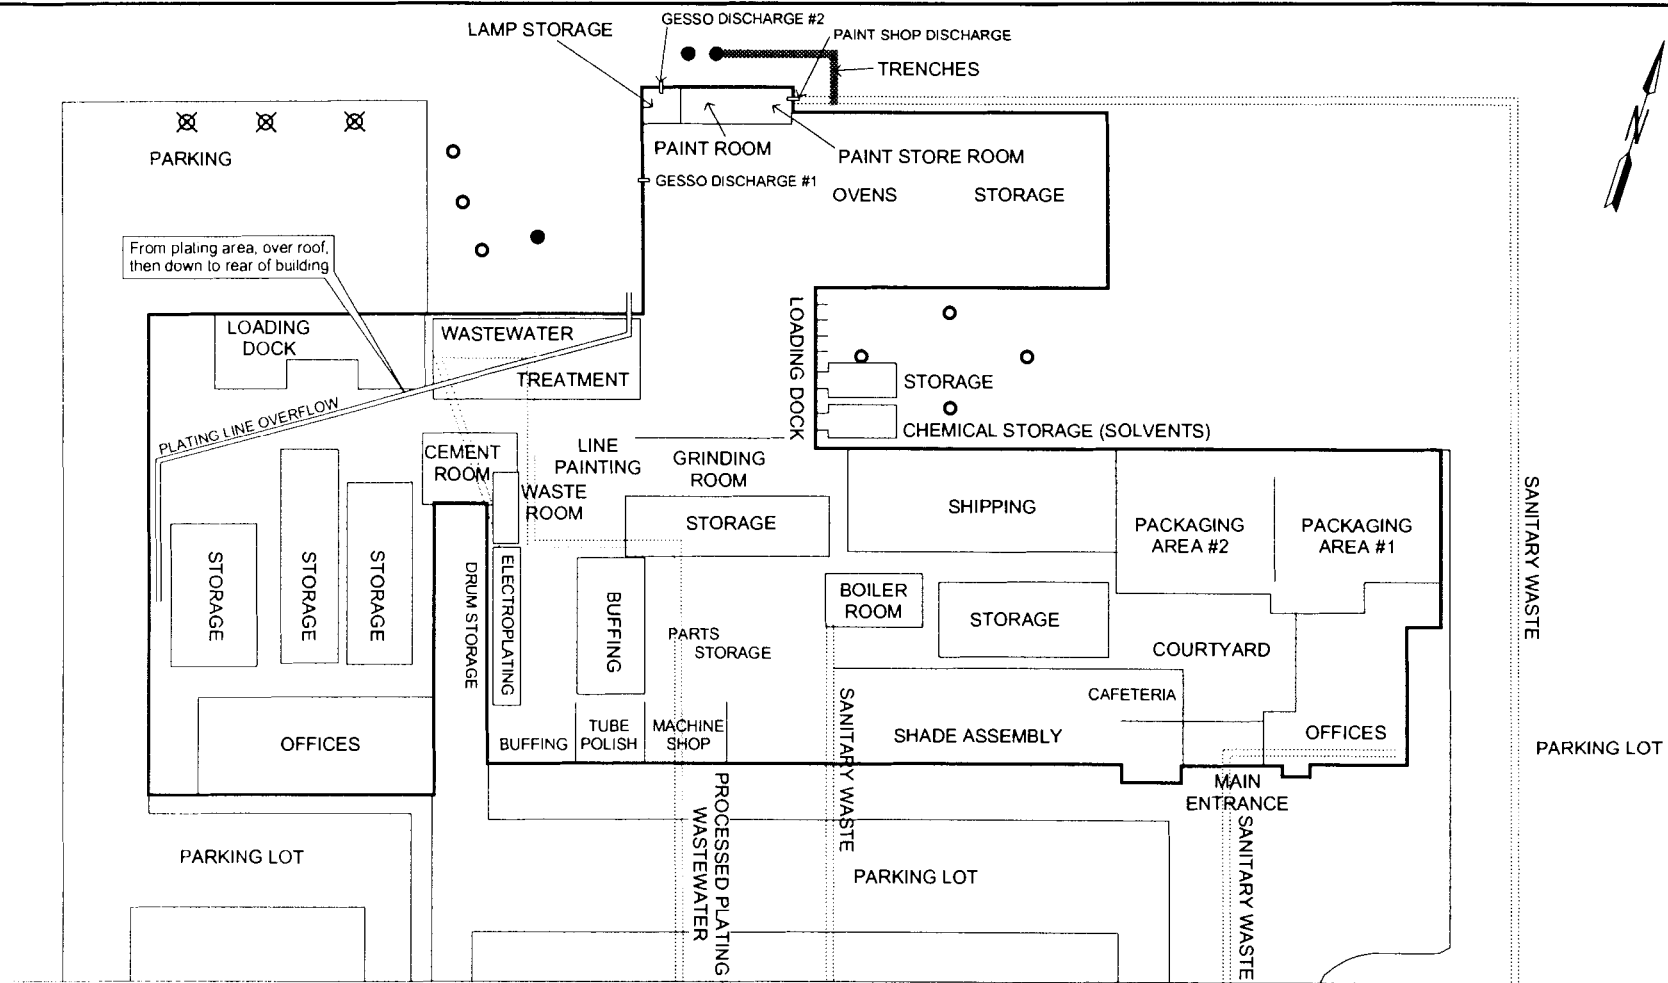 GESSO DISCHARGE #2
LAMP STORAGE
PAINT SHOP DISCHARGE
TRENCHES
N
PARKING
PAINT ROOM
PAINT STORE ROOM
GESSO DISCHARGE #1
OVENS
STORAGE
From plating area, over roof,
then down to rear of building
LOADING
DOCK
WASTEWATER
TREATMENT
LOADING DOCK
STORAGE
CHEMICAL STORAGE (SOLVENTS)
PLATING LINE OVERFLOW
CEMENT
ROOM
LINE
PAINTING
GRINDING
ROOM
WASTE
ROOM
STORAGE
SHIPPING
PACKAGING
AREA #2
PACKAGING
AREA #1
SANITARY WASTE
STORAGE
STORAGE
STORAGE
DRUM STORAGE
ELECTROPLATING
BUFFING
BOILER
ROOM
STORAGE
PARTS
STORAGE
COURTYARD
CAFETERIA
OFFICES
BUFFING
TUBE
POLISH
MACHINE
SHOP
SANITARY WASTE
SHADE ASSEMBLY
OFFICES
PARKING LOT
MAIN
ENTRANCE
PROCESSED PLATING
WASTEWATER
SANITARY WASTE
PARKING LOT
PARKING LOT